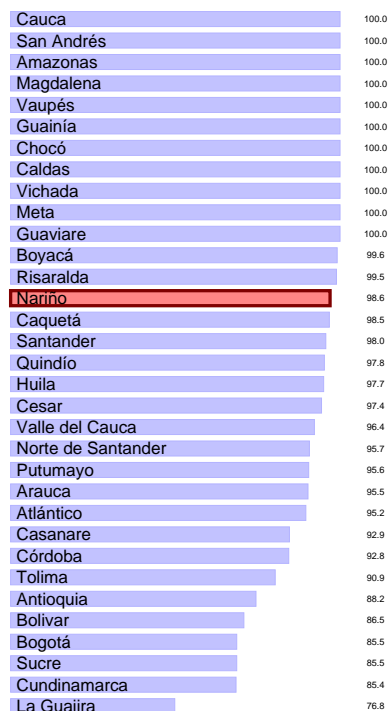 Cauca 100.0
San Andrés 100.0
Amazonas 100.0
Magdalena 100.0
Vaupés 100.0
Guainía 100.0
Chocó 100.0
Caldas 100.0
Vichada 100.0
Meta 100.0
Guaviare 100.0
Boyacá 99.6
Risaralda 99.5
Nariño 98.6
Caquetá 98.5
Santander 98.0
Quindío 97.8
Huila 97.7
Cesar 97.4
Valle del Cauca 96.4
Norte de Santander 95.7
Putumayo 95.6
Arauca 95.5
Atlántico 95.2
Casanare 92.9
Córdoba 92.8
Tolima 90.9
Antioquia 88.2
Bolivar 86.5
Bogotá 85.5
Sucre 85.5
Cundinamarca 85.4
La Guajira 76.8